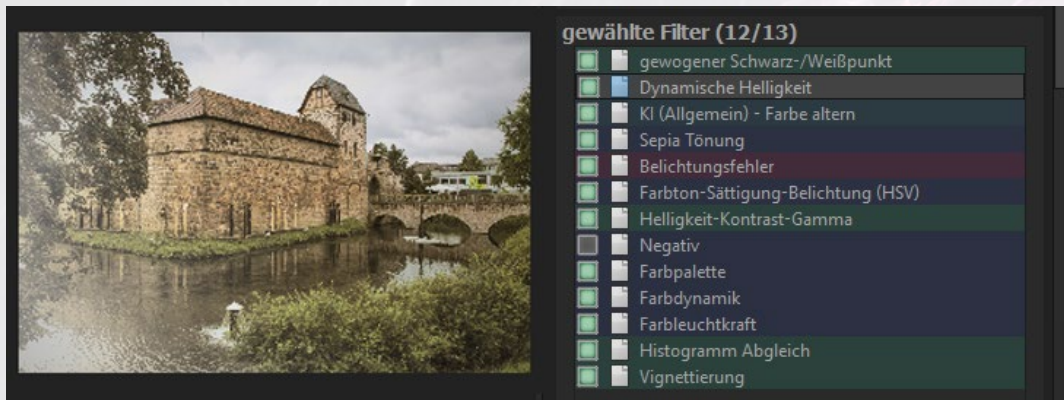 gewählte Filter (12/13)
gewogener Schwarz-/Weißpunkt
Dynamische Helligkeit
KI (Allgemein) - Farbe altern
Sepia Tönung
Belichtungsfehler
Farbton-Sättigung-Belichtung (HSV)
Helligkeit-Kontrast-Gamma
Negativ
Farbpalette
Farbdynamik
Farbleuchtkraft
Histogramm Abgleich
Vignettierung